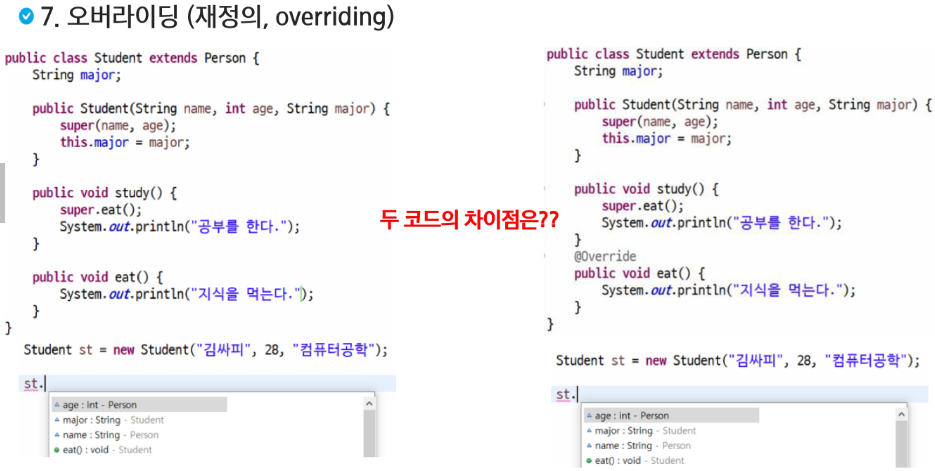 7. 오버라이딩 (재정의, overriding)
public class Student extends Person {
String major;
public Student(String name, int age, String major) {
super(name, age);
this.major = major;
}
public void study() {
super.eat();
System.out.println("공부를 한다.");
}
public void eat() {
System.out.println("지식을 먹는다.");
}
}
Student st = new Student("김싸피", 28, "컴퓨터공학");
st.
age : int - Person
major : String - Student
name : String - Person
eat() : void - Student
두 코드의 차이점은??
public class Student extends Person {
String major;
public Student(String name, int age, String major) {
super(name, age);
this.major = major;
}
public void study() {
super.eat();
System.out.println("공부를 한다.");
}
@Override
public void eat() {
System.out.println("지식을 먹는다.");
}
}
Student st = new Student("김싸피", 28, "컴퓨터공학");
st.
age : int - Person
major : String - Student
name : String - Person
eat() : void - Student